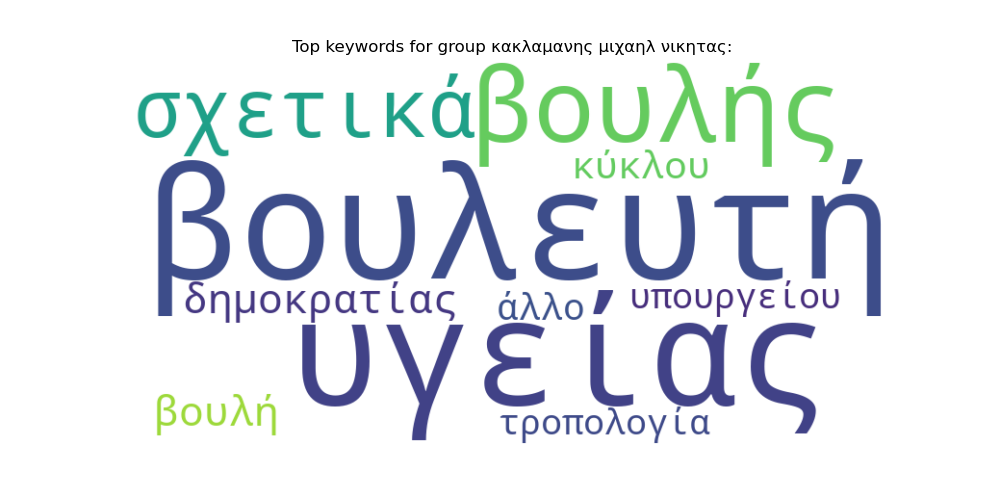 Top keywords for group κακλαμανης μιχαηλ νικητας:
σχετικά βουλής
κύκλου
βουλευτή
δημοκρατίας άλλο υπουργείου
υγείας
βουλή τροπολογία